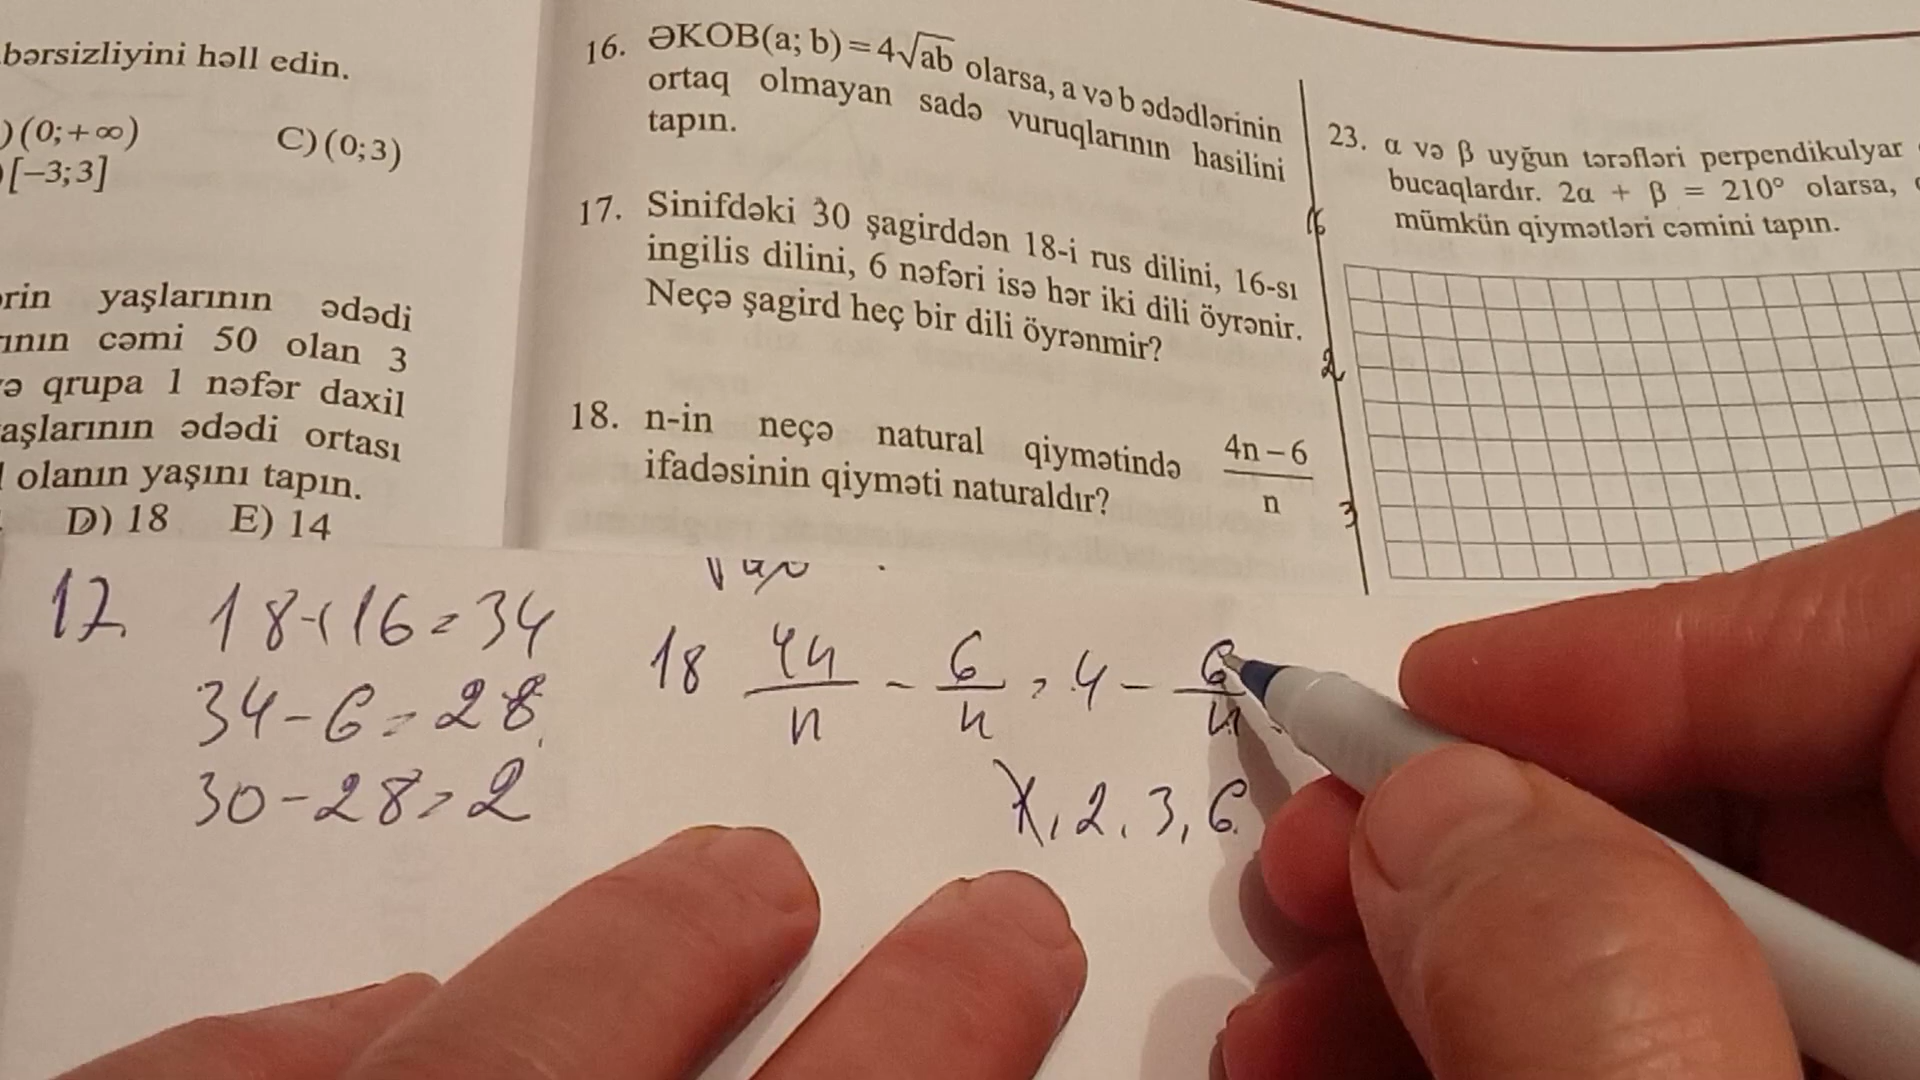 bərsizliyini həll edin.
)(0;+∞) C)(0;3)
[−3;3]
ərin yaşlarının ədədi
ının cəmi 50 olan 3
qrupa 1 nəfər daxil
aşlarının ədədi ortası
olanın yaşını tapın.
D) 18 E) 14
16. ƏKOB(a; b)=4√ab olarsa, a və b ədədlərinin
ortaq olmayan sadə vuruqlarının hasilini
tapın.
17. Sinifdəki 30 şagirddən 18-i rus dilini, 16-sı
ingilis dilini, 6 nəfəri isə hər iki dili öyrənir.
Neçə şagird heç bir dili öyrənmir?
18. n-in neçə natural qiymətində 4n−6/n
ifadəsinin qiyməti naturaldır?
16
2
3
23. α və β uyğun tərəfləri perpendikulyar
bucaqlardır. 2α + β = 210° olarsa,
mümkün qiymətləri cəmini tapın.
17. 18+16=34
34-6=28.
30-28=2
18 4n/n - 6/n = 4 - 6/n
1, 2, 3, 6.